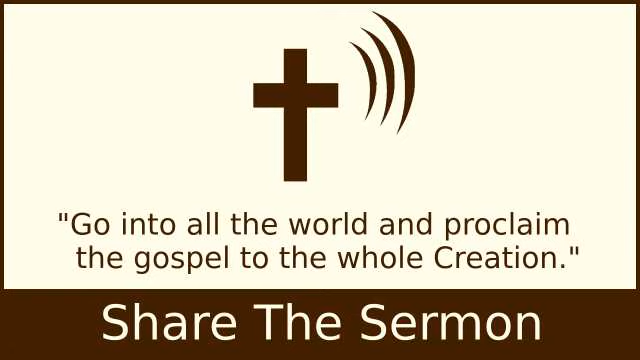 "Go into all the world and proclaim
the gospel to the whole Creation."
Share The Sermon